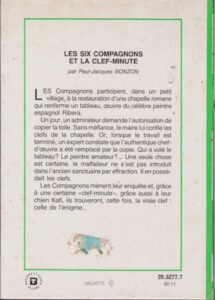 LES SIX COMPAGNONS
ET LA CLEF-MINUTE
par Paul-Jacques BONZON
LES Compagnons participent, dans un petit
village, à la restauration d'une chapelle romane
qui renferme un tableau, œuvre du célèbre peintre
espagnol Ribera.
Un jour, un admirateur demande l'autorisation de
copier la toile. Sans méfiance, le maire lui confie les
clefs de la chapelle. Or, lorsque le travail est
terminé, un expert constate que l'authentique chef-
d'œuvre a été remplacé par la copie. Qui a volé le
tableau? Le peintre amateur?... Une seule chose
est certaine, le malfaiteur ne s'est pas introduit
dans l'ancien sanctuaire par effraction. Il en possé-
dait les clefs.
Les Compagnons mènent leur enquête et, grâce
à une certaine «clef-minute», grâce aussi à leur
chien Kafi, ils trouveront, cette fois, la vraie clef :
celle de l'énigme...
HACHETTE
20.5277.7